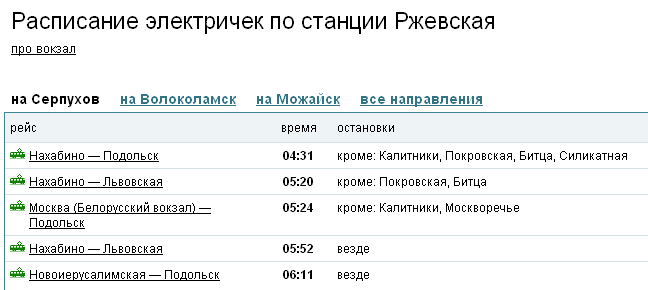 Расписание электричек по станции Ржевская
про вокзал
на Серпухов на Волоколамск на Можайск все направления
рейс время остановки
Нахабино — Подольск 04:31 кроме: Калитники, Покровская, Битца, Силикатная
Нахабино — Львовская 05:20 кроме: Покровская, Битца
Москва (Белорусский вокзал) — 05:24 кроме: Калитники, Москворечье
Подольск
Нахабино — Львовская 05:52 везде
Новоиерусалимская — Подольск 06:11 везде